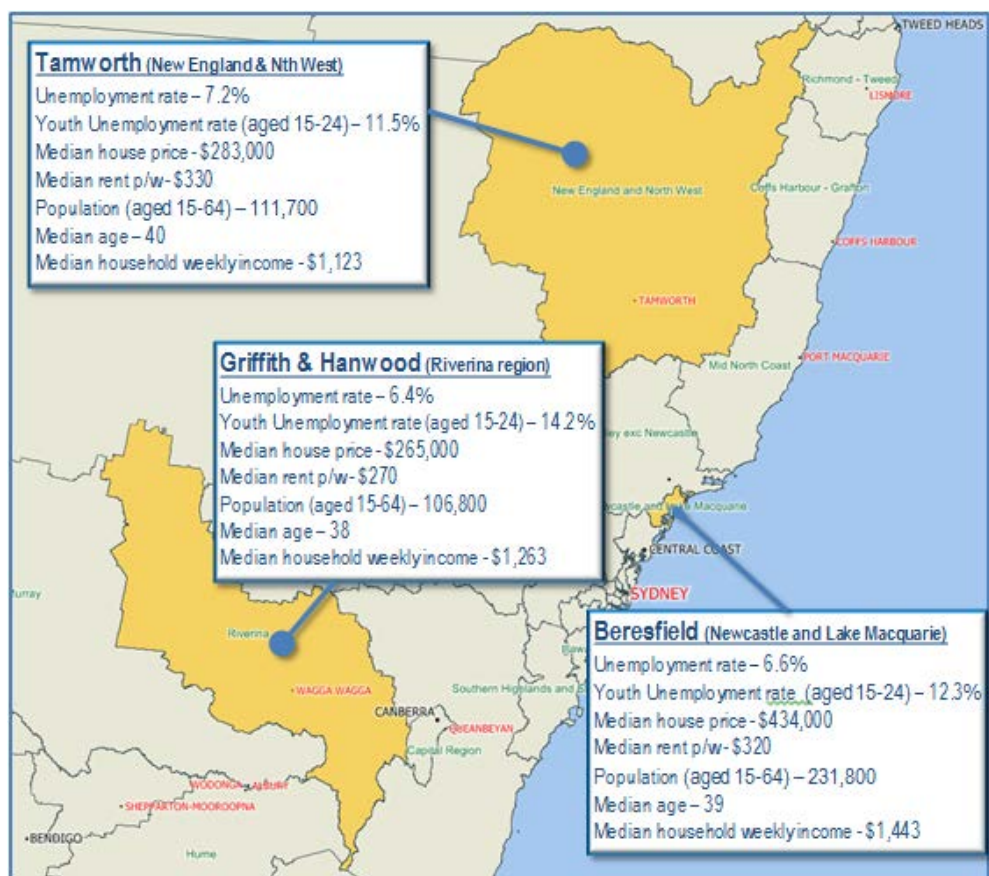 TWEED HEADS
Tamworth (New England & Nth West)
Unemployment rate – 7.2%
Youth Unemployment rate (aged 15-24) – 11.5%
Median house price - $283,000
Median rent p/w- $330
Population (aged 15-64) – 111,700
Median age – 40
Median household weekly income - $1,123
Richmond - Tweed
LISMORE
New England and North West
Coffs Harbour - Grafton
COFFS HARBOUR
TAMWORTH
PORT MACQUARIE
Mid North Coast
Griffith & Hanwood (Riverina region)
Unemployment rate – 6.4%
Youth Unemployment rate (aged 15-24) – 14.2%
Median house price - $265,000
Median rent p/w- $270
Population (aged 15-64) – 106,800
Median age – 38
Median household weekly income - $1,263
exc Newcastle
and Lake Macquarie
CENTRAL COAST
SYDNEY
Riverina
WAGGA WAGGA
Southern Highlands and
CANBERRA
QUEANBEYAN
Capital Region
Beresfield (Newcastle and Lake Macquarie)
Unemployment rate – 6.6%
Youth Unemployment rate (aged 15-24) – 12.3%
Median house price - $434,000
Median rent p/w- $320
Population (aged 15-64) – 231,800
Median age – 39
Median household weekly income - $1,443
WODONGA
ALBURY
SHEPPARTON-MOOROOPNA
BENDIGO
Hume